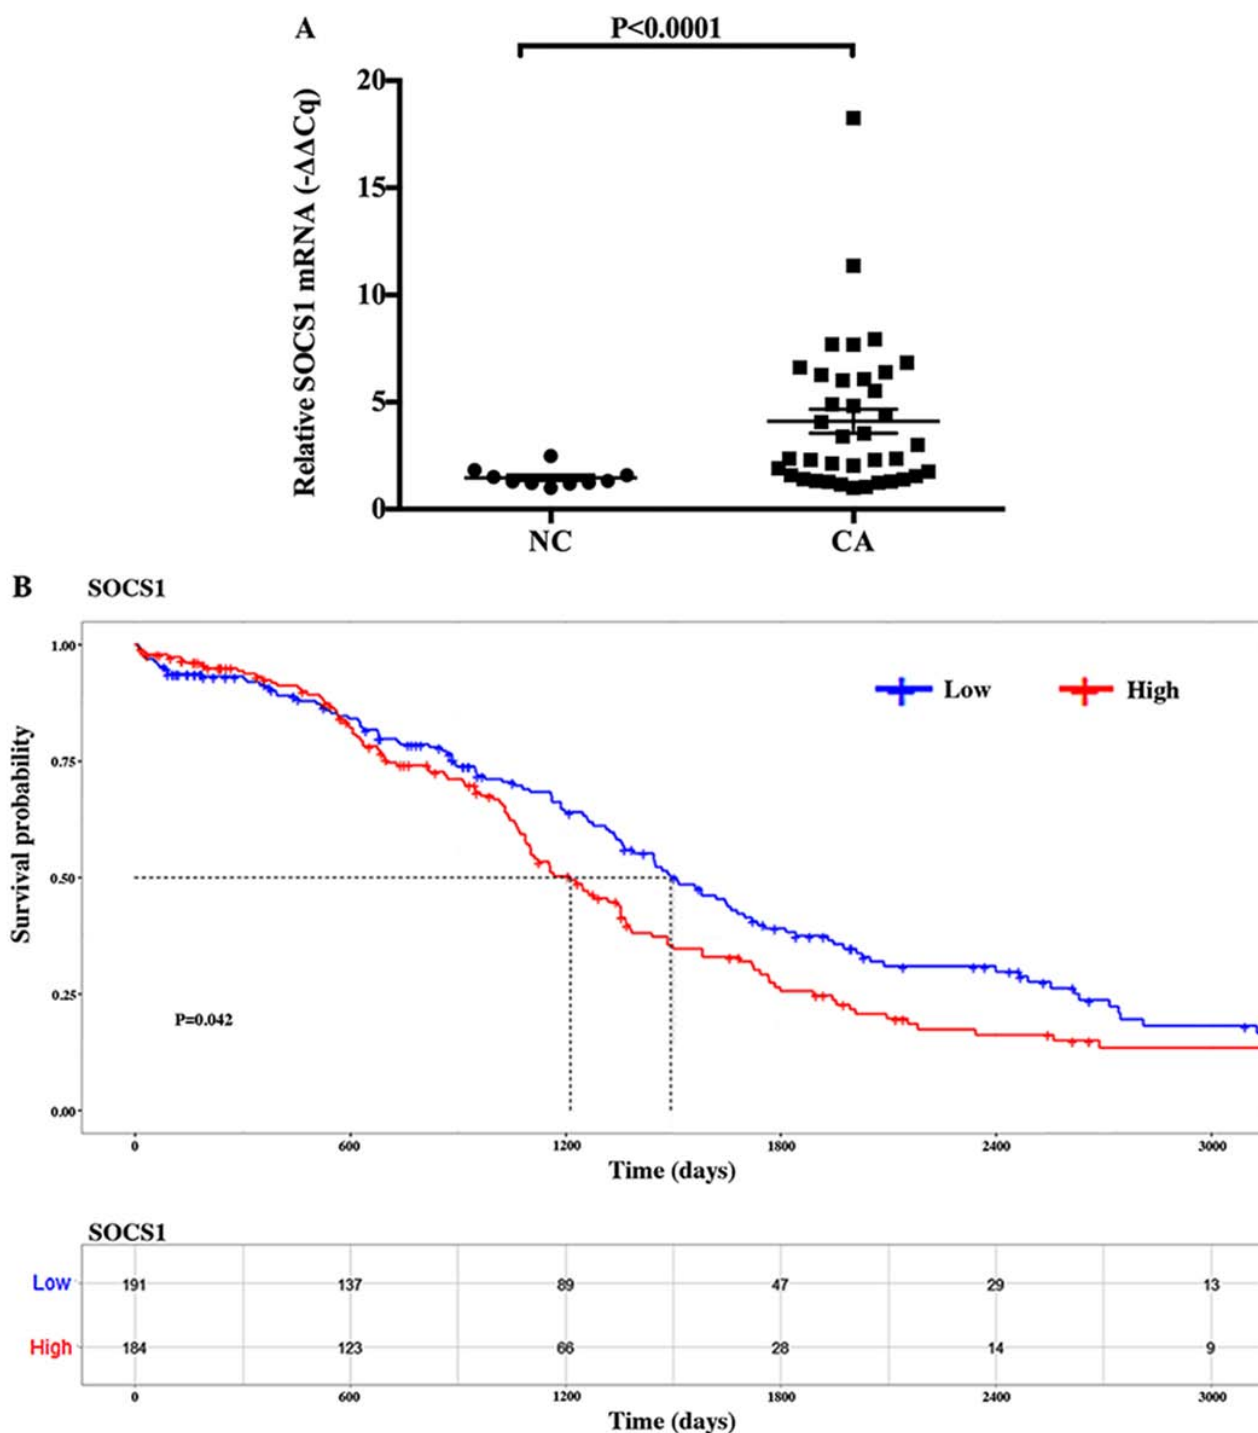 A
P<0.0001
Relative SOCS1 mRNA (-ΔΔCq)
20
15
10
5
0
NC CA
B SOCS1
Survival probability
1.00
0.75
0.50
0.25
0.00
Low High
P=0.042
0 600 1200 1800 2400 3000
Time (days)
SOCS1
Low 191 137 89 47 29 13
High 184 123 66 28 14 9
0 600 1200 1800 2400 3000
Time (days)